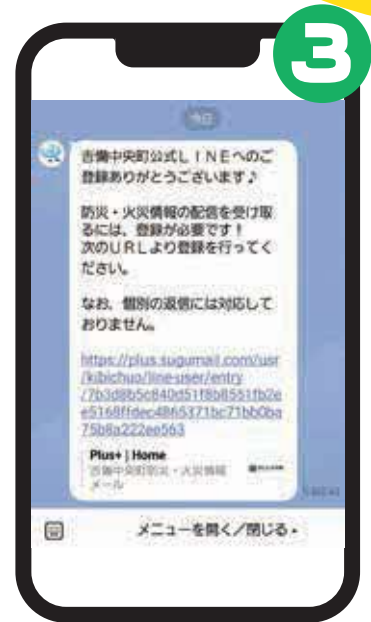 3
今日
吉備中央町公式LINEへのご
登録ありがとうございます♪
防災・火災情報の配信を受け取
るには、登録が必要です!
次のURLより登録を行ってく
ださい。
なお、個別の返信には対応して
おりません。
https://plus.sugumail.com/usr
/kibichuo/line-user/entry
Plus+ | Home
吉備中央町防災・火災情報
メール
メニューを開く/閉じる